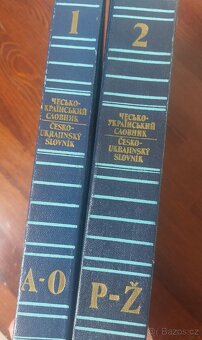 1
ЧЕСЬКО-
УКРАЇНСЬКИЙ
СЛОВНИК
ČESKO-
UKRAJINSKÝ
SLOVNÍK
A-O
2
ЧЕСЬКО-
УКРАЇНСЬКИЙ
СЛОВНИК
ČESKO-
UKRAJINSKÝ
SLOVNÍK
P-Ž
Bazoš.cz